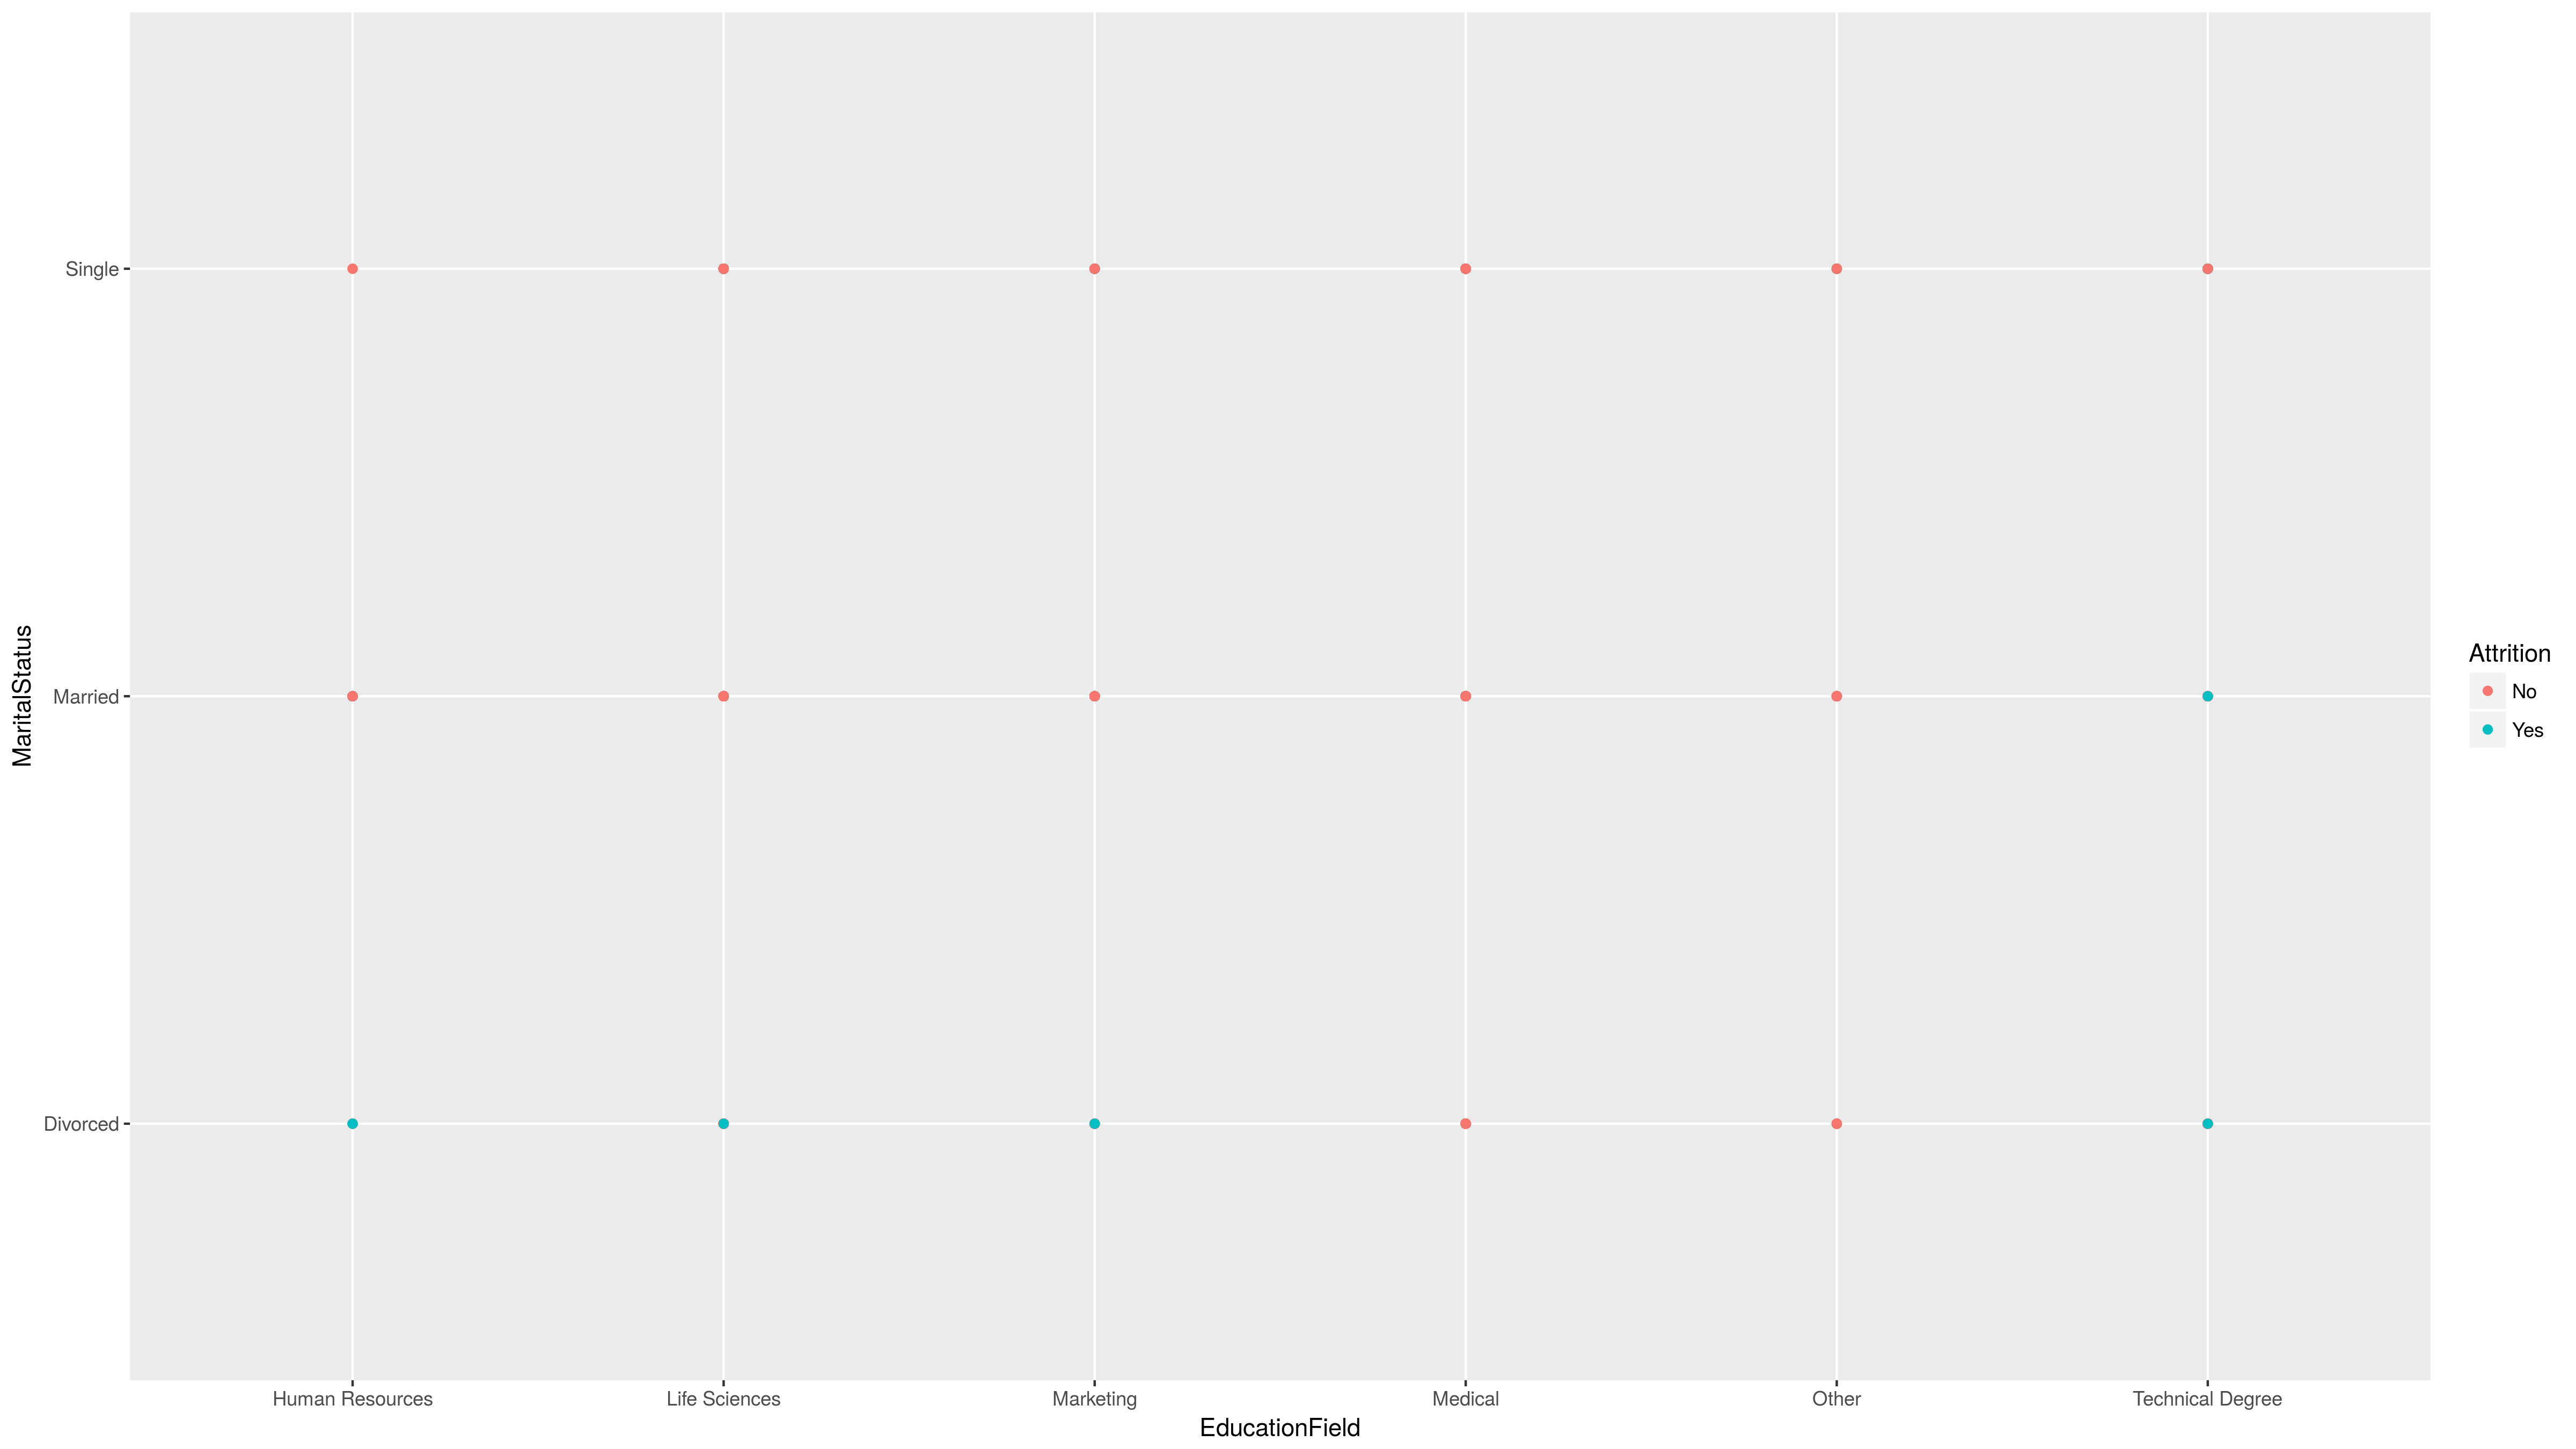 Single
Married
Divorced
MaritalStatus
Human Resources
Life Sciences
Marketing
Medical
Other
Technical Degree
EducationField
Attrition
No
Yes